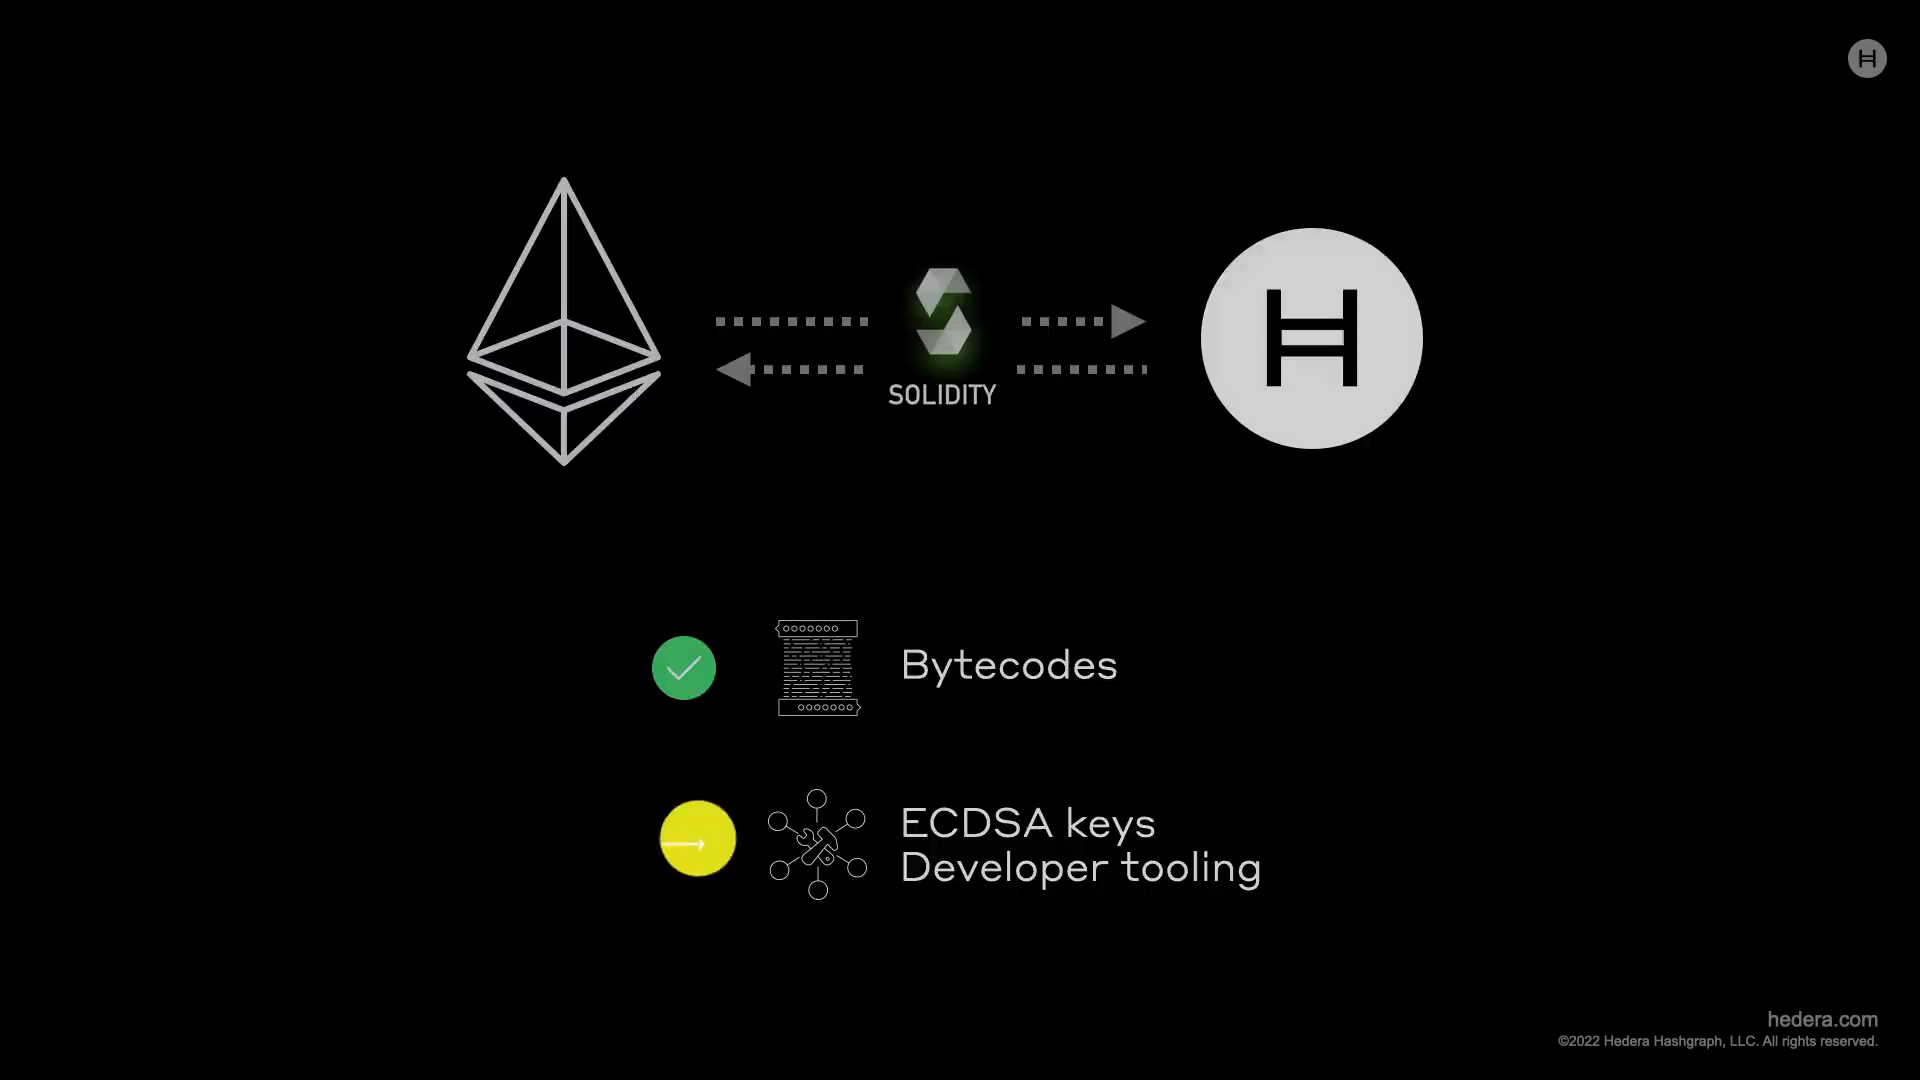 SOLIDITY
Bytecodes
ECDSA keys
Developer tooling
hedera.com
©2022 Hedera Hashgraph, LLC. All rights reserved.